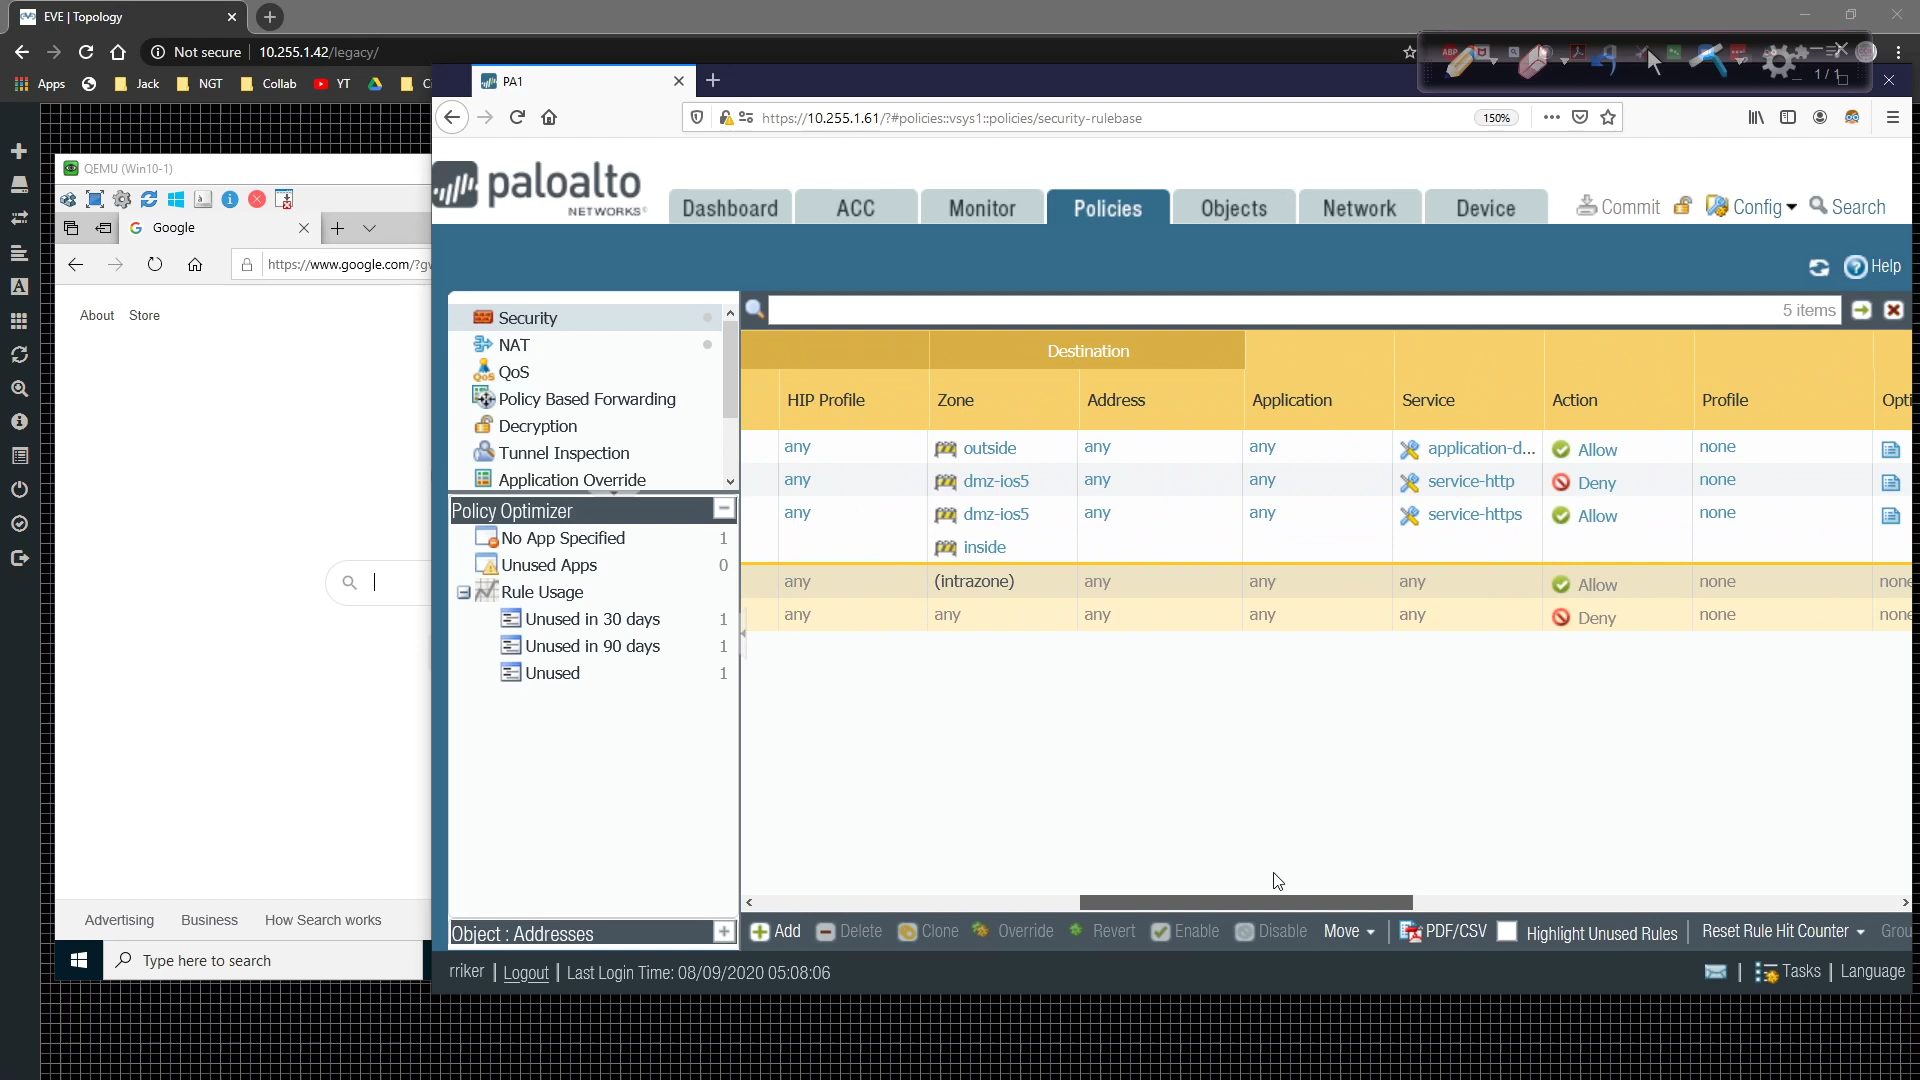 EVE | Topology
Not secure 10.255.1.42/legacy/
Apps Jack NGT Collab YT
PA1
1 / 1
https://10.255.1.61/?#policies::vsys1::policies/security-rulebase 150%
QEMU (Win10-1)
Google
https://www.google.com/?gw
About Store
paloalto
NETWORKS®
Dashboard ACC Monitor Policies Objects Network Device Commit Config Search
Help
5 items
Security
NAT
QoS
Policy Based Forwarding
Decryption
Tunnel Inspection
Application Override
Policy Optimizer
No App Specified 1
Unused Apps 0
Rule Usage
Unused in 30 days 1
Unused in 90 days 1
Unused 1
Object : Addresses
Destination
HIP Profile Zone Address Application Service Action Profile Opti
any outside any any application-d... Allow none
any dmz-ios5 any any service-http Deny none
any dmz-ios5 any any service-https Allow none
inside
any (intrazone) any any any Allow none none
any any any any any Deny none none
Add Delete Clone Override Revert Enable Disable Move PDF/CSV Highlight Unused Rules Reset Rule Hit Counter Grou
rriker | Logout | Last Login Time: 08/09/2020 05:08:06
Tasks | Language
Advertising Business How Search works
Type here to search